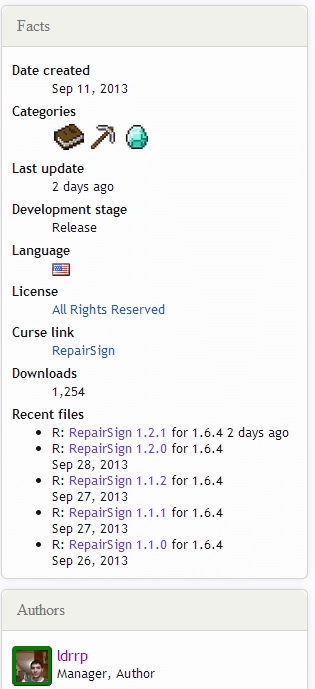 Facts
Date created
Sep 11, 2013
Categories
Last update
2 days ago
Development stage
Release
Language
License
All Rights Reserved
Curse link
RepairSign
Downloads
1,254
Recent files
R: RepairSign 1.2.1 for 1.6.4 2 days ago
R: RepairSign 1.2.0 for 1.6.4
Sep 28, 2013
R: RepairSign 1.1.2 for 1.6.4
Sep 27, 2013
R: RepairSign 1.1.1 for 1.6.4
Sep 27, 2013
R: RepairSign 1.1.0 for 1.6.4
Sep 26, 2013
Authors
ldrrp
Manager, Author